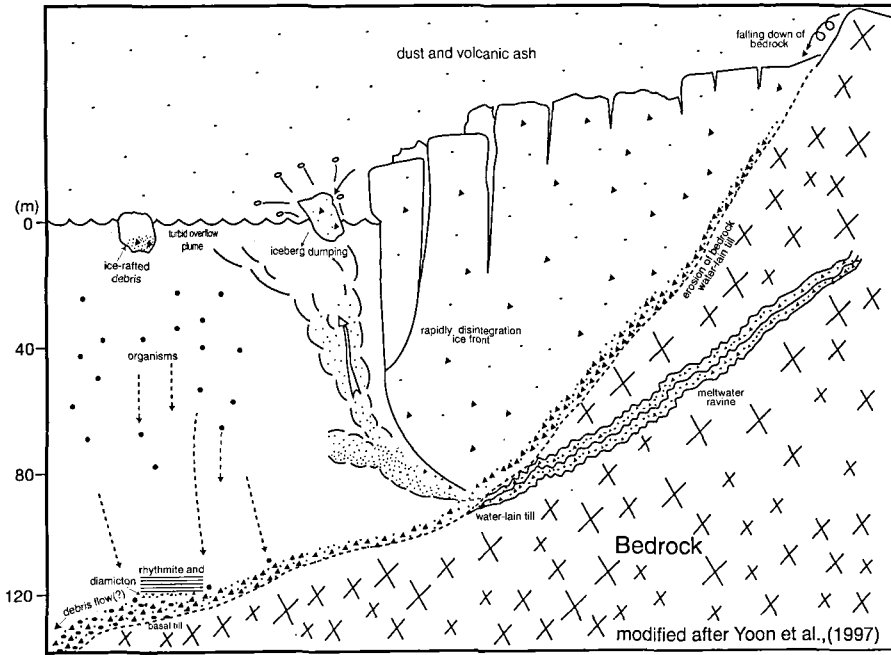 falling down of
bedrock
dust and volcanic ash
(m)
0
turbid overflow
plume
iceberg dumping
ice-rafted
debris
erosion of bedrock
water-lain till
rapidly disintegration
ice front
40
organisms
meltwater
ravine
80
water-lain till
Bedrock
rhythmite and
diamicton
debris flow(?)
120
basal till
modified after Yoon et al.,(1997)